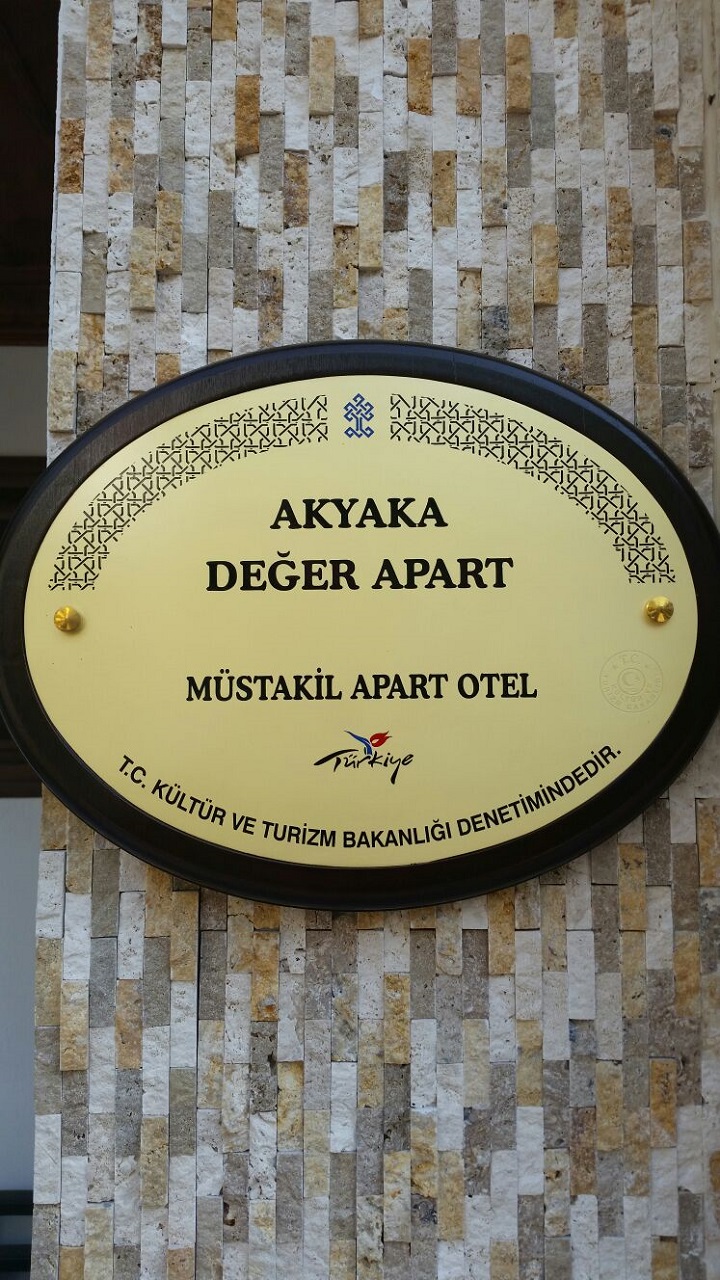 AKYAKA
DEĞER APART
MÜSTAKİL APART OTEL
Türkiye
T.C. KÜLTÜR VE TURİZM BAKANLIĞI DENETİMİNDEDİR.
T.C.